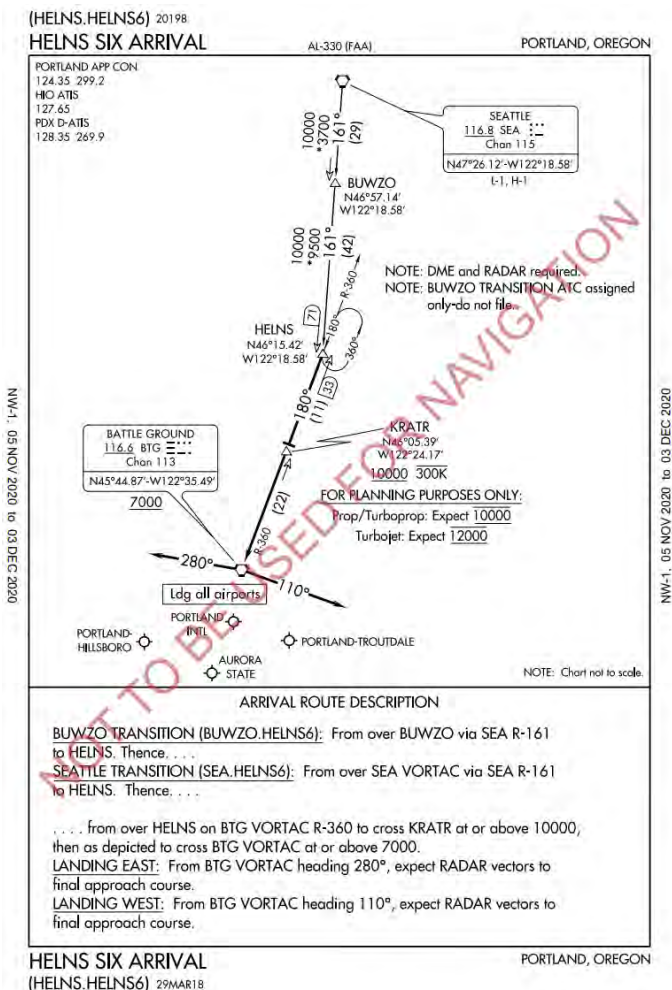 (HELNS.HELNS6) 20198
HELNS SIX ARRIVAL
AL-330 (FAA)
PORTLAND, OREGON
PORTLAND APP CON
124.35 299.2
HIO ATIS
127.65
PDX D-ATIS
128.35 269.9
SEATTLE
116.8 SEA
Chan 115
N47°26.12'-W122°18.58'
L-1, H-1
10000
*3700
161°
(29)
BUWZO
N46°57.14'
W122°18.58'
10000
*9500
161°
(42)
R-360
NOTE: DME and RADAR required.
NOTE: BUWZO TRANSITION ATC assigned
only-do not file.
HELNS
N46°15.42'
W122°18.58'
71
180°
360°
33
180°
(11)
KRATR
N46°05.39'
W122°24.17'
10000 300K
BATTLE GROUND
116.6 BTG
Chan 113
N45°44.87'-W122°35.49'
7000
(22)
R-360
FOR PLANNING PURPOSES ONLY:
Prop/Turboprop: Expect 10000
Turbojet: Expect 12000
280°
110°
Ldg all airports
PORTLAND
INTL
PORTLAND-
HILLSBORO
PORTLAND-TROUTDALE
AURORA
STATE
NOTE: Chart not to scale.
NOT TO BE USED FOR NAVIGATION
NW-1, 05 NOV 2020 to 03 DEC 2020
NW-1, 05 NOV 2020 to 03 DEC 2020
ARRIVAL ROUTE DESCRIPTION
BUWZO TRANSITION (BUWZO.HELNS6): From over BUWZO via SEA R-161
to HELNS. Thence. . . .
SEATTLE TRANSITION (SEA.HELNS6): From over SEA VORTAC via SEA R-161
to HELNS. Thence. . . .
. . . . from over HELNS on BTG VORTAC R-360 to cross KRATR at or above 10000,
then as depicted to cross BTG VORTAC at or above 7000.
LANDING EAST: From BTG VORTAC heading 280°, expect RADAR vectors to
final approach course.
LANDING WEST: From BTG VORTAC heading 110°, expect RADAR vectors to
final approach course.
HELNS SIX ARRIVAL
(HELNS.HELNS6) 29MAR18
PORTLAND, OREGON